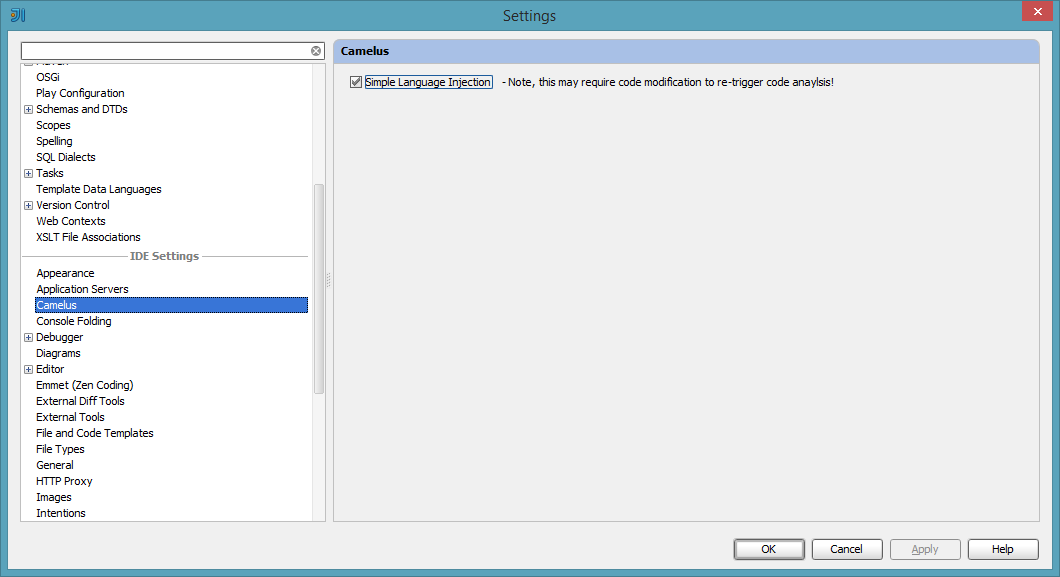 Settings
OSGi
Play Configuration
Schemas and DTDs
Scopes
Spelling
SQL Dialects
Tasks
Template Data Languages
Version Control
Web Contexts
XSLT File Associations
IDE Settings
Appearance
Application Servers
Camelus
Console Folding
Debugger
Diagrams
Editor
Emmet (Zen Coding)
External Diff Tools
External Tools
File and Code Templates
File Types
General
HTTP Proxy
Images
Intentions
Camelus
Simple Language Injection - Note, this may require code modification to re-trigger code anaylsis!
OK Cancel Apply Help